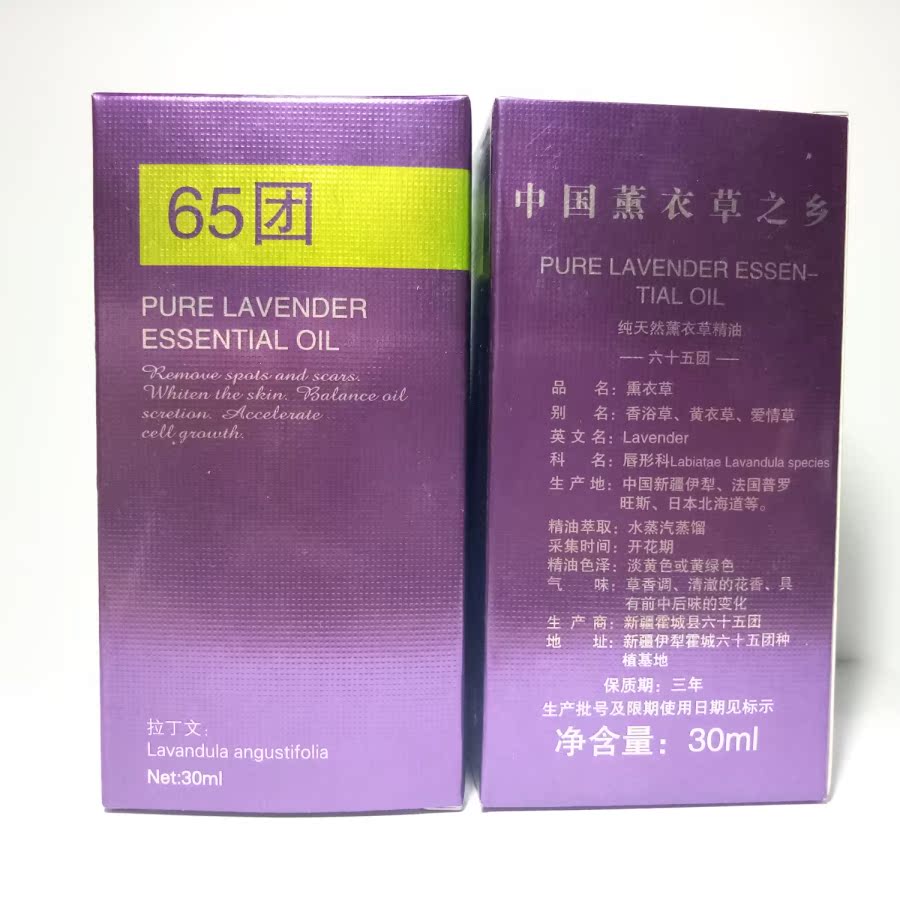 65团
PURE LAVENDER
ESSENTIAL OIL
Remove spots and scars.
Whiten the skin. Balance oil
scretion. Accelerate
cell growth.
拉丁文:
Lavandula angustifolia
Net:30ml
中国薰衣草之乡
PURE LAVENDER ESSEN-
TIAL OIL
纯天然薰衣草精油
—— 六十五团 ——
品 名：薰衣草
别 名：香浴草、黄衣草、爱情草
英文名：Lavender
科 名：唇形科Labiatae Lavandula species
生产地：中国新疆伊犁、法国普罗
旺斯、日本北海道等。
精油萃取：水蒸汽蒸馏
采集时间：开花期
精油色泽：淡黄色或黄绿色
气 味：草香调、清澈的花香、具
有前中后味的变化
生产商：新疆霍城县六十五团
地 址：新疆伊犁霍城六十五团种
植基地
保质期：三年
生产批号及限期使用日期见标示
净含量：30ml